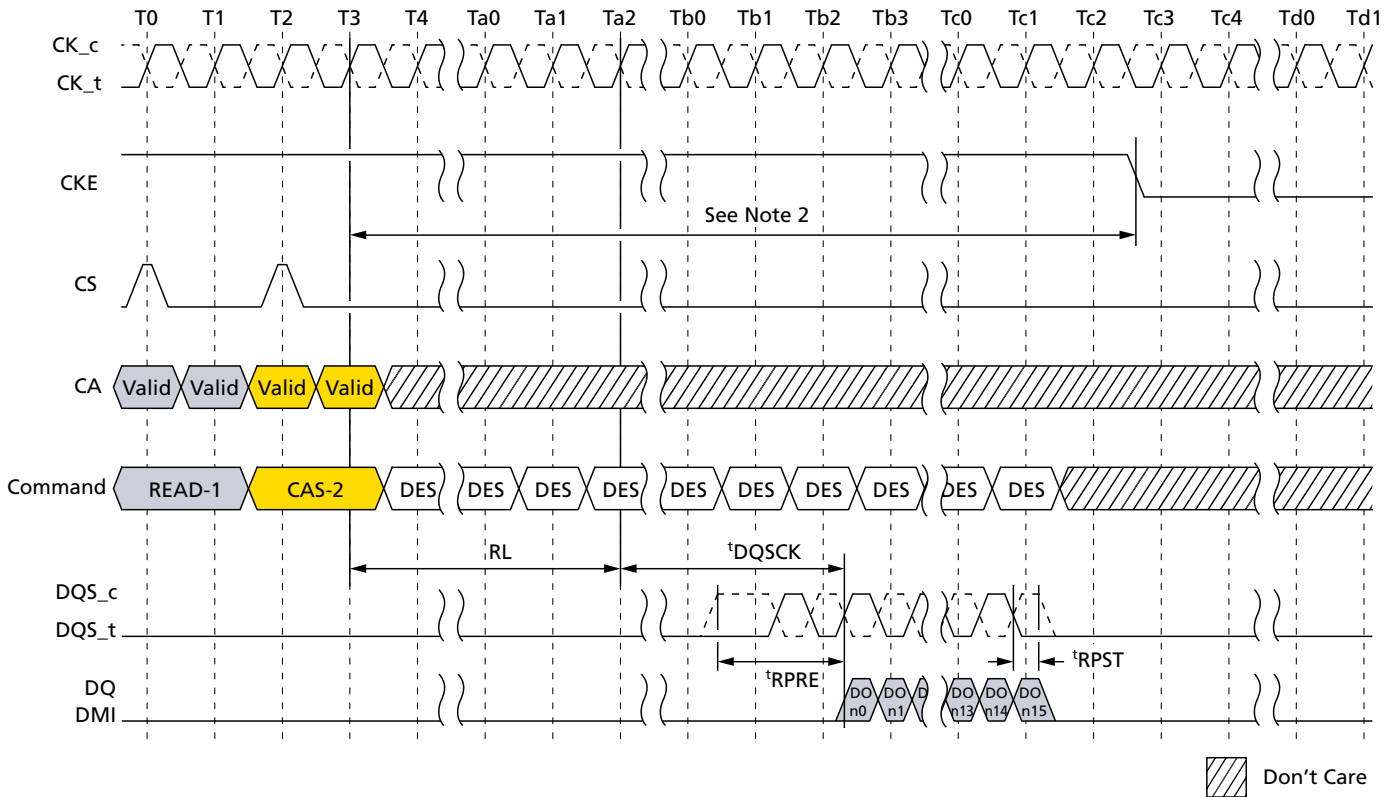 T0 T1 T2 T3 T4 Ta0 Ta1 Ta2 Tb0 Tb1 Tb2 Tb3 Tc0 Tc1 Tc2 Tc3 Tc4 Td0 Td1
CK_c
CK_t
CKE
See Note 2
CS
CA Valid Valid Valid Valid
Command READ-1 CAS-2 DES DES DES DES DES DES DES DES DES DES
RL tDQSCK
DQS_c
DQS_t
tRPRE tRPST
DQ
DMI
DO n0
DO n1
D
DO n13
DO n14
DO n15
Don't Care